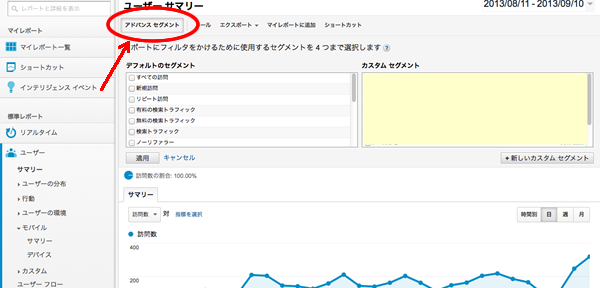 レポートと詳細を表示
マイレポート
マイレポート一覧
ショートカット
インテリジェンス イベント
標準レポート
リアルタイム
ユーザー
サマリー
ユーザーの分布
行動
ユーザーの環境
モバイル
サマリー
デバイス
カスタム
ユーザー フロー
ユーザー サマリー
2013/08/11 - 2013/09/10
アドバンス セグメント
ール エクスポート マイレポートに追加 ショートカット
ポートにフィルタをかけるために使用するセグメントを 4 つまで選択します
デフォルトのセグメント
すべての訪問
新規訪問
リピート訪問
有料の検索トラフィック
無料の検索トラフィック
検索トラフィック
ノーリファラー
カスタム セグメント
適用 キャンセル
+ 新しいカスタム セグメント
訪問数の割合: 100.00%
サマリー
訪問数 対 指標を選択
時間別 日 週 月
訪問数
400
200